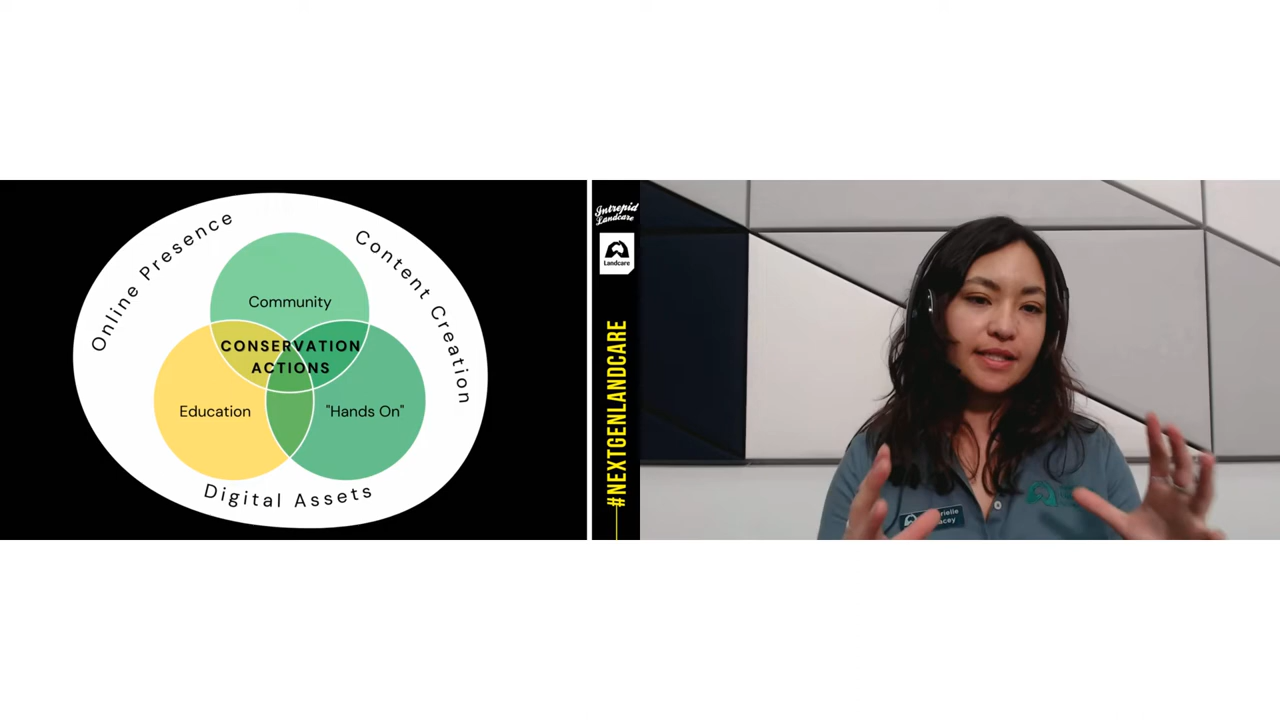 Online Presence
Content Creation
Community
CONSERVATION
ACTIONS
Education
"Hands On"
Digital Assets
Intrepid
Landcare
Landcare
#NEXTGENLANDCARE